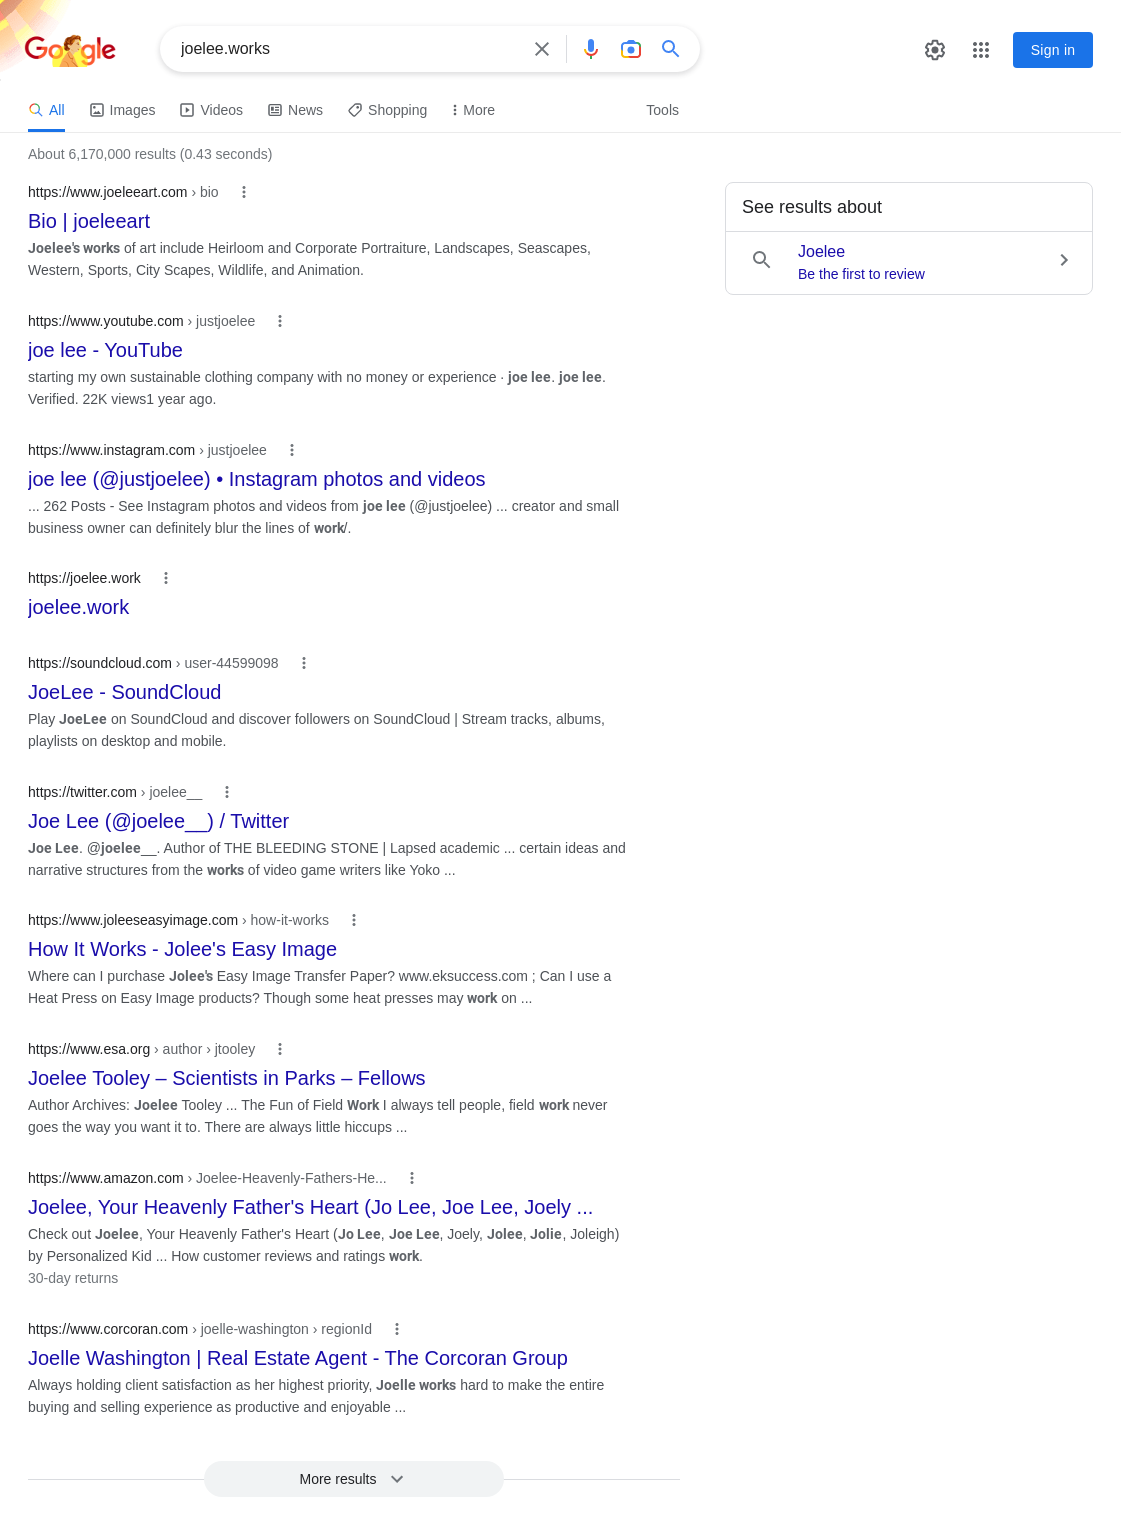 Google
joelee.works
Sign in
All Images Videos News Shopping More Tools
About 6,170,000 results (0.43 seconds)
https://www.joeleeart.com › bio
Bio | joeleeart
Joelee's works of art include Heirloom and Corporate Portraiture, Landscapes, Seascapes,
Western, Sports, City Scapes, Wildlife, and Animation.
https://www.youtube.com › justjoelee
joe lee - YouTube
starting my own sustainable clothing company with no money or experience · joe lee. joe lee.
Verified. 22K views1 year ago.
https://www.instagram.com › justjoelee
joe lee (@justjoelee) • Instagram photos and videos
... 262 Posts - See Instagram photos and videos from joe lee (@justjoelee) ... creator and small
business owner can definitely blur the lines of work/.
https://joelee.work
joelee.work
https://soundcloud.com › user-44599098
JoeLee - SoundCloud
Play JoeLee on SoundCloud and discover followers on SoundCloud | Stream tracks, albums,
playlists on desktop and mobile.
https://twitter.com › joelee__
Joe Lee (@joelee__) / Twitter
Joe Lee. @joelee__. Author of THE BLEEDING STONE | Lapsed academic ... certain ideas and
narrative structures from the works of video game writers like Yoko ...
https://www.joleeseasyimage.com › how-it-works
How It Works - Jolee's Easy Image
Where can I purchase Jolee's Easy Image Transfer Paper? www.eksuccess.com ; Can I use a
Heat Press on Easy Image products? Though some heat presses may work on ...
https://www.esa.org › author › jtooley
Joelee Tooley – Scientists in Parks – Fellows
Author Archives: Joelee Tooley ... The Fun of Field Work I always tell people, field work never
goes the way you want it to. There are always little hiccups ...
https://www.amazon.com › Joelee-Heavenly-Fathers-He...
Joelee, Your Heavenly Father's Heart (Jo Lee, Joe Lee, Joely ...
Check out Joelee, Your Heavenly Father's Heart (Jo Lee, Joe Lee, Joely, Jolee, Jolie, Joleigh)
by Personalized Kid ... How customer reviews and ratings work.
30-day returns
https://www.corcoran.com › joelle-washington › regionId
Joelle Washington | Real Estate Agent - The Corcoran Group
Always holding client satisfaction as her highest priority, Joelle works hard to make the entire
buying and selling experience as productive and enjoyable ...
More results
See results about
Joelee
Be the first to review